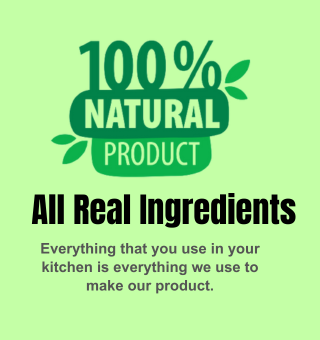 100%
NATURAL
PRODUCT
All Real Ingredients
Everything that you use in your
kitchen is everything we use to
make our product.